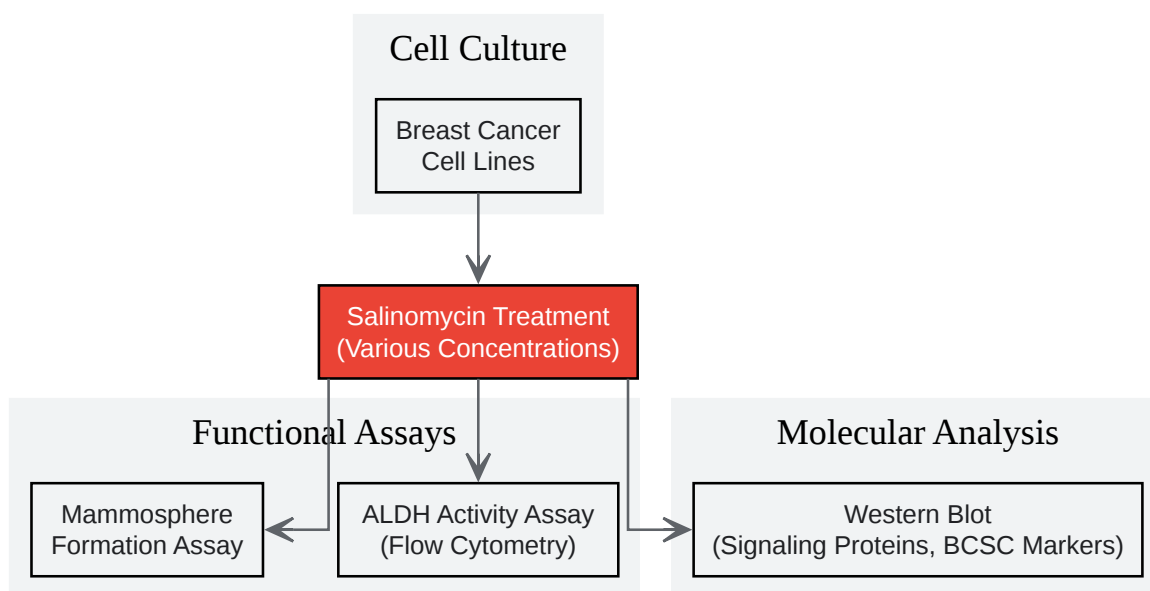 Cell Culture
Breast Cancer
Cell Lines
Salinomycin Treatment
(Various Concentrations)
Functional Assays
Molecular Analysis
Mammosphere
Formation Assay
ALDH Activity Assay
(Flow Cytometry)
Western Blot
(Signaling Proteins, BCSC Markers)